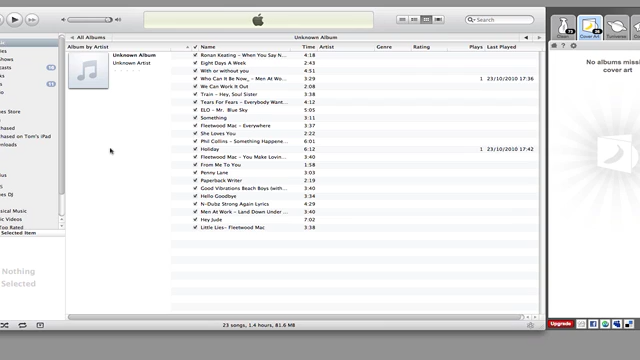 Search
All Albums
Unknown Album
Album by Artist
Name Time Artist Genre Rating Plays Last Played
Unknown Album
Unknown Artist
Ronan Keating - When You Say N... 4:18
Eight Days A Week 2:43
With or without you 4:51
Who Can It Be Now_ - Men At Wo... 3:29 1 23/10/2010 17:36
We Can Work It Out 2:08
Train - Hey, Soul Sister 3:38
Tears For Fears - Everybody Want... 3:12
ELO - Mr. Blue Sky 5:05
Something 3:11
Fleetwood Mac - Everywhere 3:37
She Loves You 2:22
Phil Collins - Something Happene... 6:01
Holiday 6:12 1 23/10/2010 17:42
Fleetwood Mac - You Make Lovin... 3:40
From Me To You 1:58
Penny Lane 3:03
Paperback Writer 2:19
Good Vibrations Beach Boys (with... 3:40
Hello Goodbye 3:34
N-Dubz Strong Again Lyrics 4:29
Men At Work - Land Down Under ... 3:40
Hey Jude 7:02
Little Lies- Fleetwood Mac 3:38
Selected Item
Nothing
Selected
23 songs, 1.4 hours, 81.6 MB
Clean
Cover Art
No albums missi
cover art
Upgrade